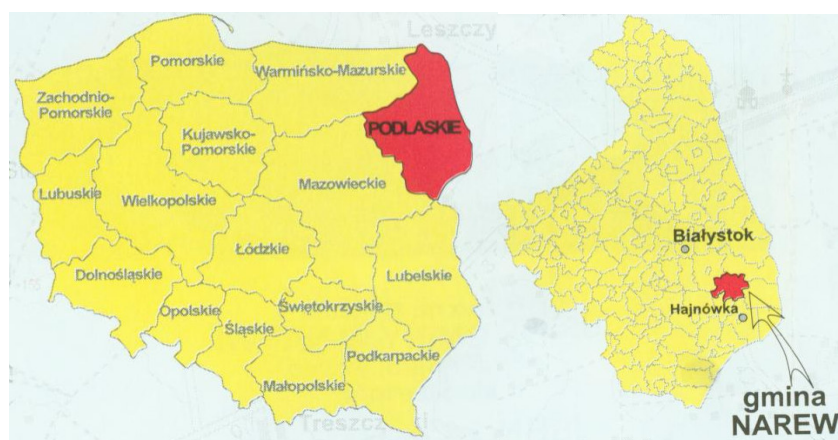 Leszczy
Pomorskie
Warmińsko-Mazurskie
Zachodnio-
Pomorskie
PODLASKIE
Kujawsko-
Pomorskie
Mazowieckie
Lubuskie
Wielkopolskie
Łódzkie
Dolnośląskie
Lubelskie
Opolskie
Śląskie
Świętokrzyskie
Podkarpackie
Małopolskie
Białystok
Hajnówka
gmina
NAREW